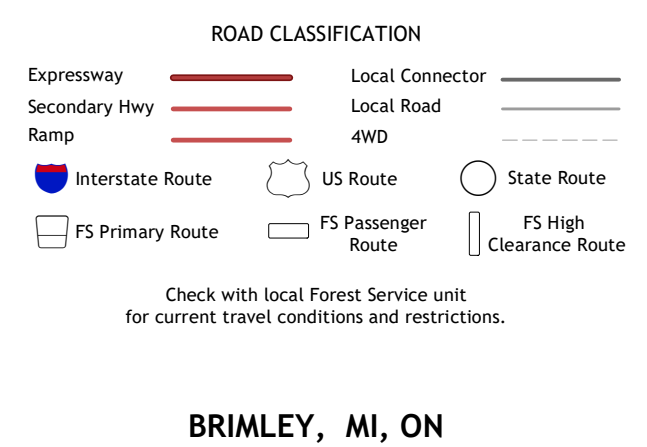 ROAD CLASSIFICATION
Expressway
Local Connector
Secondary Hwy
Local Road
Ramp
4WD
Interstate Route
US Route
State Route
FS Primary Route
FS Passenger
Route
FS High
Clearance Route
Check with local Forest Service unit
for current travel conditions and restrictions.
BRIMLEY, MI, ON